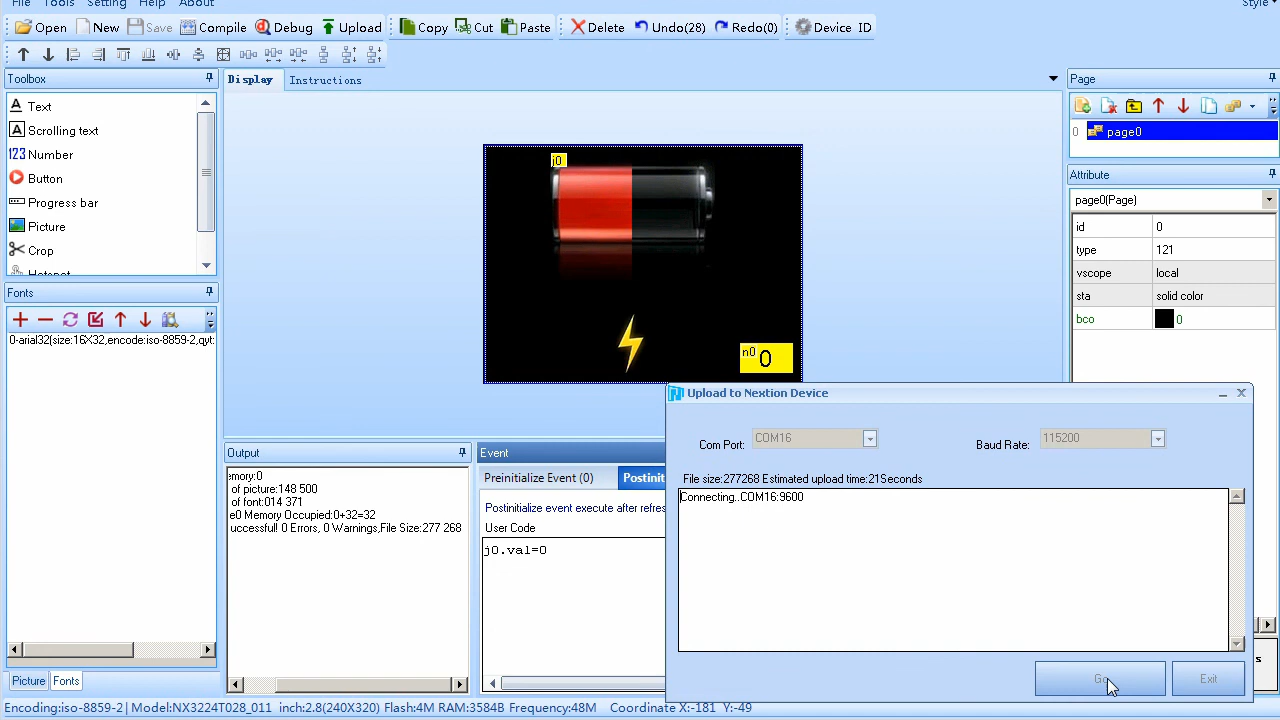 File Tools Setting Help About Style
Open New Save Compile Debug Upload Copy Cut Paste Delete Undo(28) Redo(0) Device ID
Toolbox
A Text
A Scrolling text
123 Number
Button
Progress bar
Picture
Crop
Hotspot
Fonts
0-arial32(size:16X32,encode:iso-8859-2,qyt
Picture Fonts
Display Instructions
j0
n0 0
Output
emory:0
of picture:148 500
of font:014 371
e0 Memory Occupied:0+32=32
uccessful! 0 Errors, 0 Warnings,File Size:277 268
Event
Preinitialize Event (0) Postinit
Postinitialize event execute after refres
User Code
j0.val=0
Page
0 page0
Attribute
page0(Page)
id 0
type 121
vscope local
sta solid color
bco 0
s
Upload to Nextion Device
Com Port: COM16 Baud Rate: 115200
File size:277268 Estimated upload time:21Seconds
Connecting..COM16:9600
Go Exit
Encoding:iso-8859-2 | Model:NX3224T028_011 inch:2.8(240X320) Flash:4M RAM:3584B Frequency:48M Coordinate X:-181 Y:-49